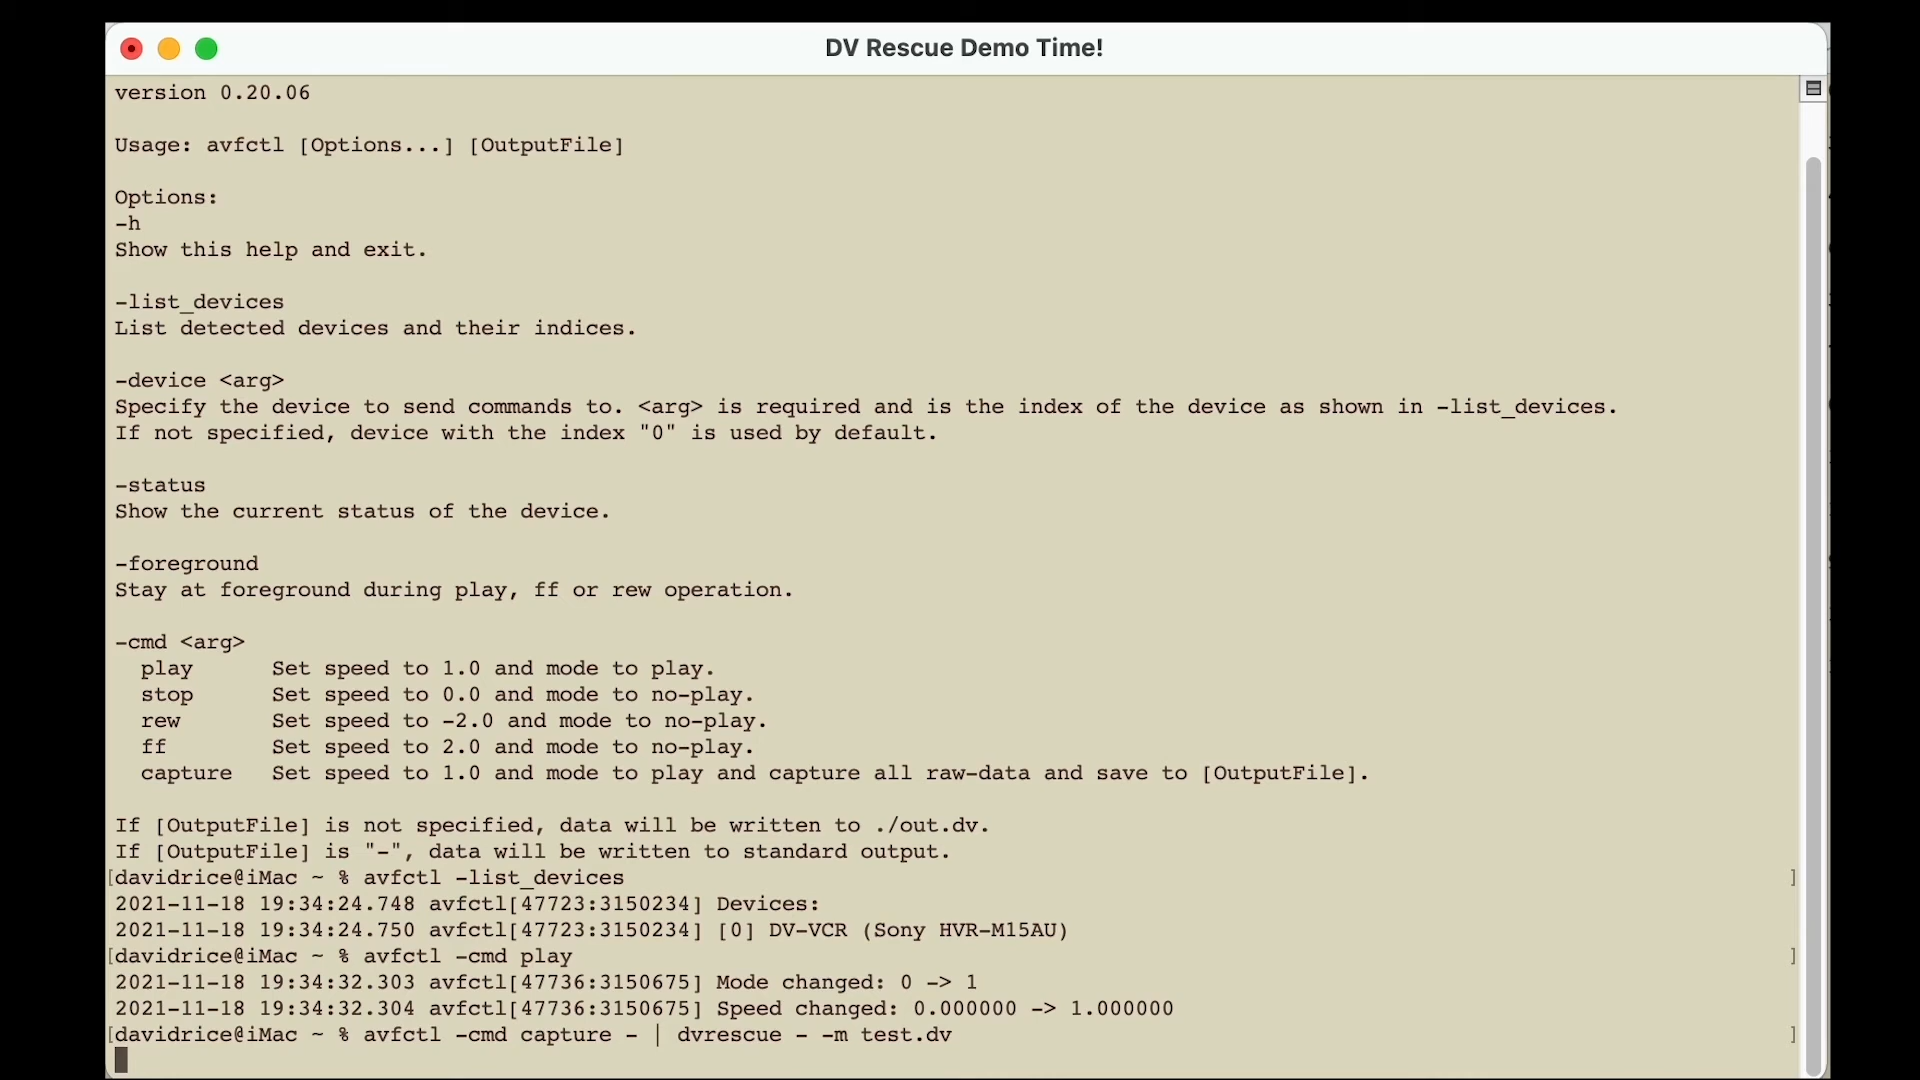 DV Rescue Demo Time!
version 0.20.06
Usage: avfctl [Options...] [OutputFile]
Options:
-h
Show this help and exit.
-list_devices
List detected devices and their indices.
-device <arg>
Specify the device to send commands to. <arg> is required and is the index of the device as shown in -list_devices.
If not specified, device with the index "0" is used by default.
-status
Show the current status of the device.
-foreground
Stay at foreground during play, ff or rew operation.
-cmd <arg>
play Set speed to 1.0 and mode to play.
stop Set speed to 0.0 and mode to no-play.
rew Set speed to -2.0 and mode to no-play.
ff Set speed to 2.0 and mode to no-play.
capture Set speed to 1.0 and mode to play and capture all raw-data and save to [OutputFile].
If [OutputFile] is not specified, data will be written to ./out.dv.
If [OutputFile] is "-", data will be written to standard output.
[davidrice@iMac ~ % avfctl -list_devices ]
2021-11-18 19:34:24.748 avfctl[47723:3150234] Devices:
2021-11-18 19:34:24.750 avfctl[47723:3150234] [0] DV-VCR (Sony HVR-M15AU)
[davidrice@iMac ~ % avfctl -cmd play ]
2021-11-18 19:34:32.303 avfctl[47736:3150675] Mode changed: 0 -> 1
2021-11-18 19:34:32.304 avfctl[47736:3150675] Speed changed: 0.000000 -> 1.000000
[davidrice@iMac ~ % avfctl -cmd capture - | dvrescue - -m test.dv ]